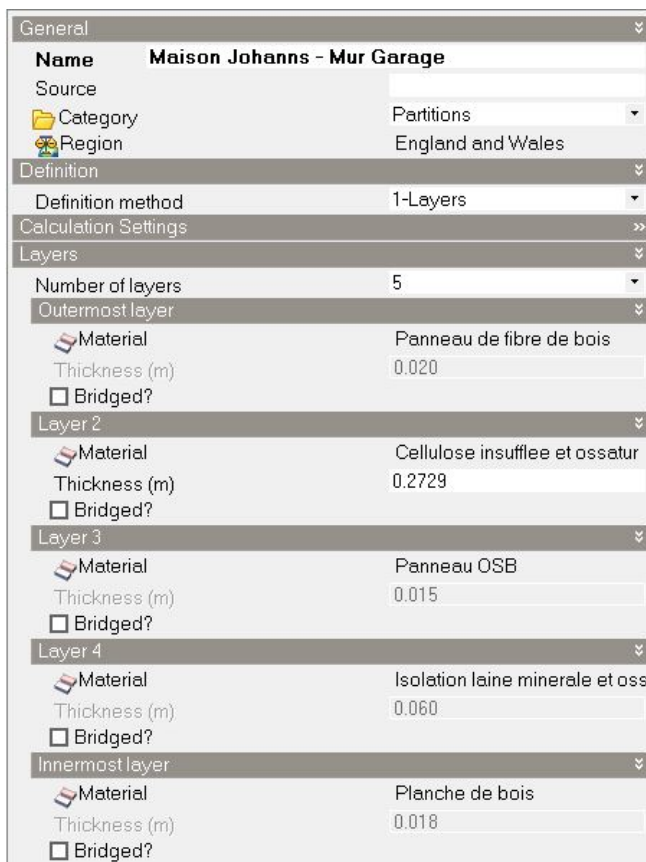 General
Name Maison Johanns - Mur Garage
Source
Category Partitions
Region England and Wales
Definition
Definition method 1-Layers
Calculation Settings
Layers
Number of layers 5
Outermost layer
Material Panneau de fibre de bois
Thickness (m) 0.020
Bridged?
Layer 2
Material Cellulose insufflee et ossatur
Thickness (m) 0.2729
Bridged?
Layer 3
Material Panneau OSB
Thickness (m) 0.015
Bridged?
Layer 4
Material Isolation laine minerale et oss
Thickness (m) 0.060
Bridged?
Innermost layer
Material Planche de bois
Thickness (m) 0.018
Bridged?